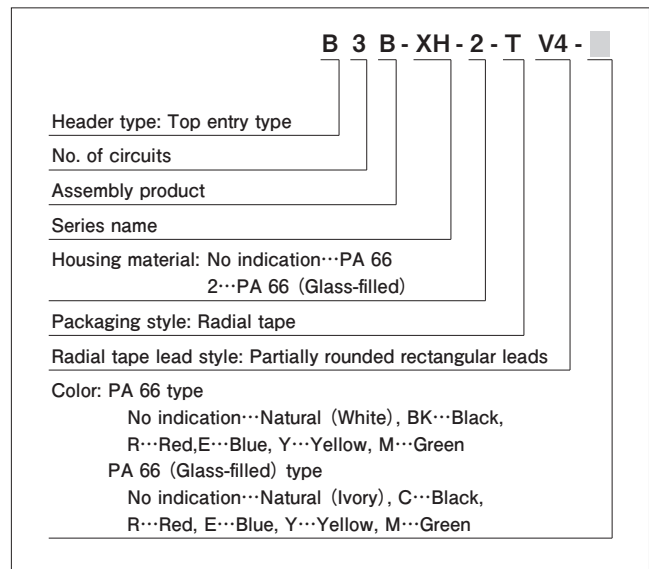 B 3 B - XH - 2 - T V4 -
Header type: Top entry type
No. of circuits
Assembly product
Series name
Housing material: No indication…PA 66
2…PA 66 (Glass-filled)
Packaging style: Radial tape
Radial tape lead style: Partially rounded rectangular leads
Color: PA 66 type
No indication…Natural (White), BK…Black,
R…Red,E…Blue, Y…Yellow, M…Green
PA 66 (Glass-filled) type
No indication…Natural (Ivory), C…Black,
R…Red, E…Blue, Y…Yellow, M…Green